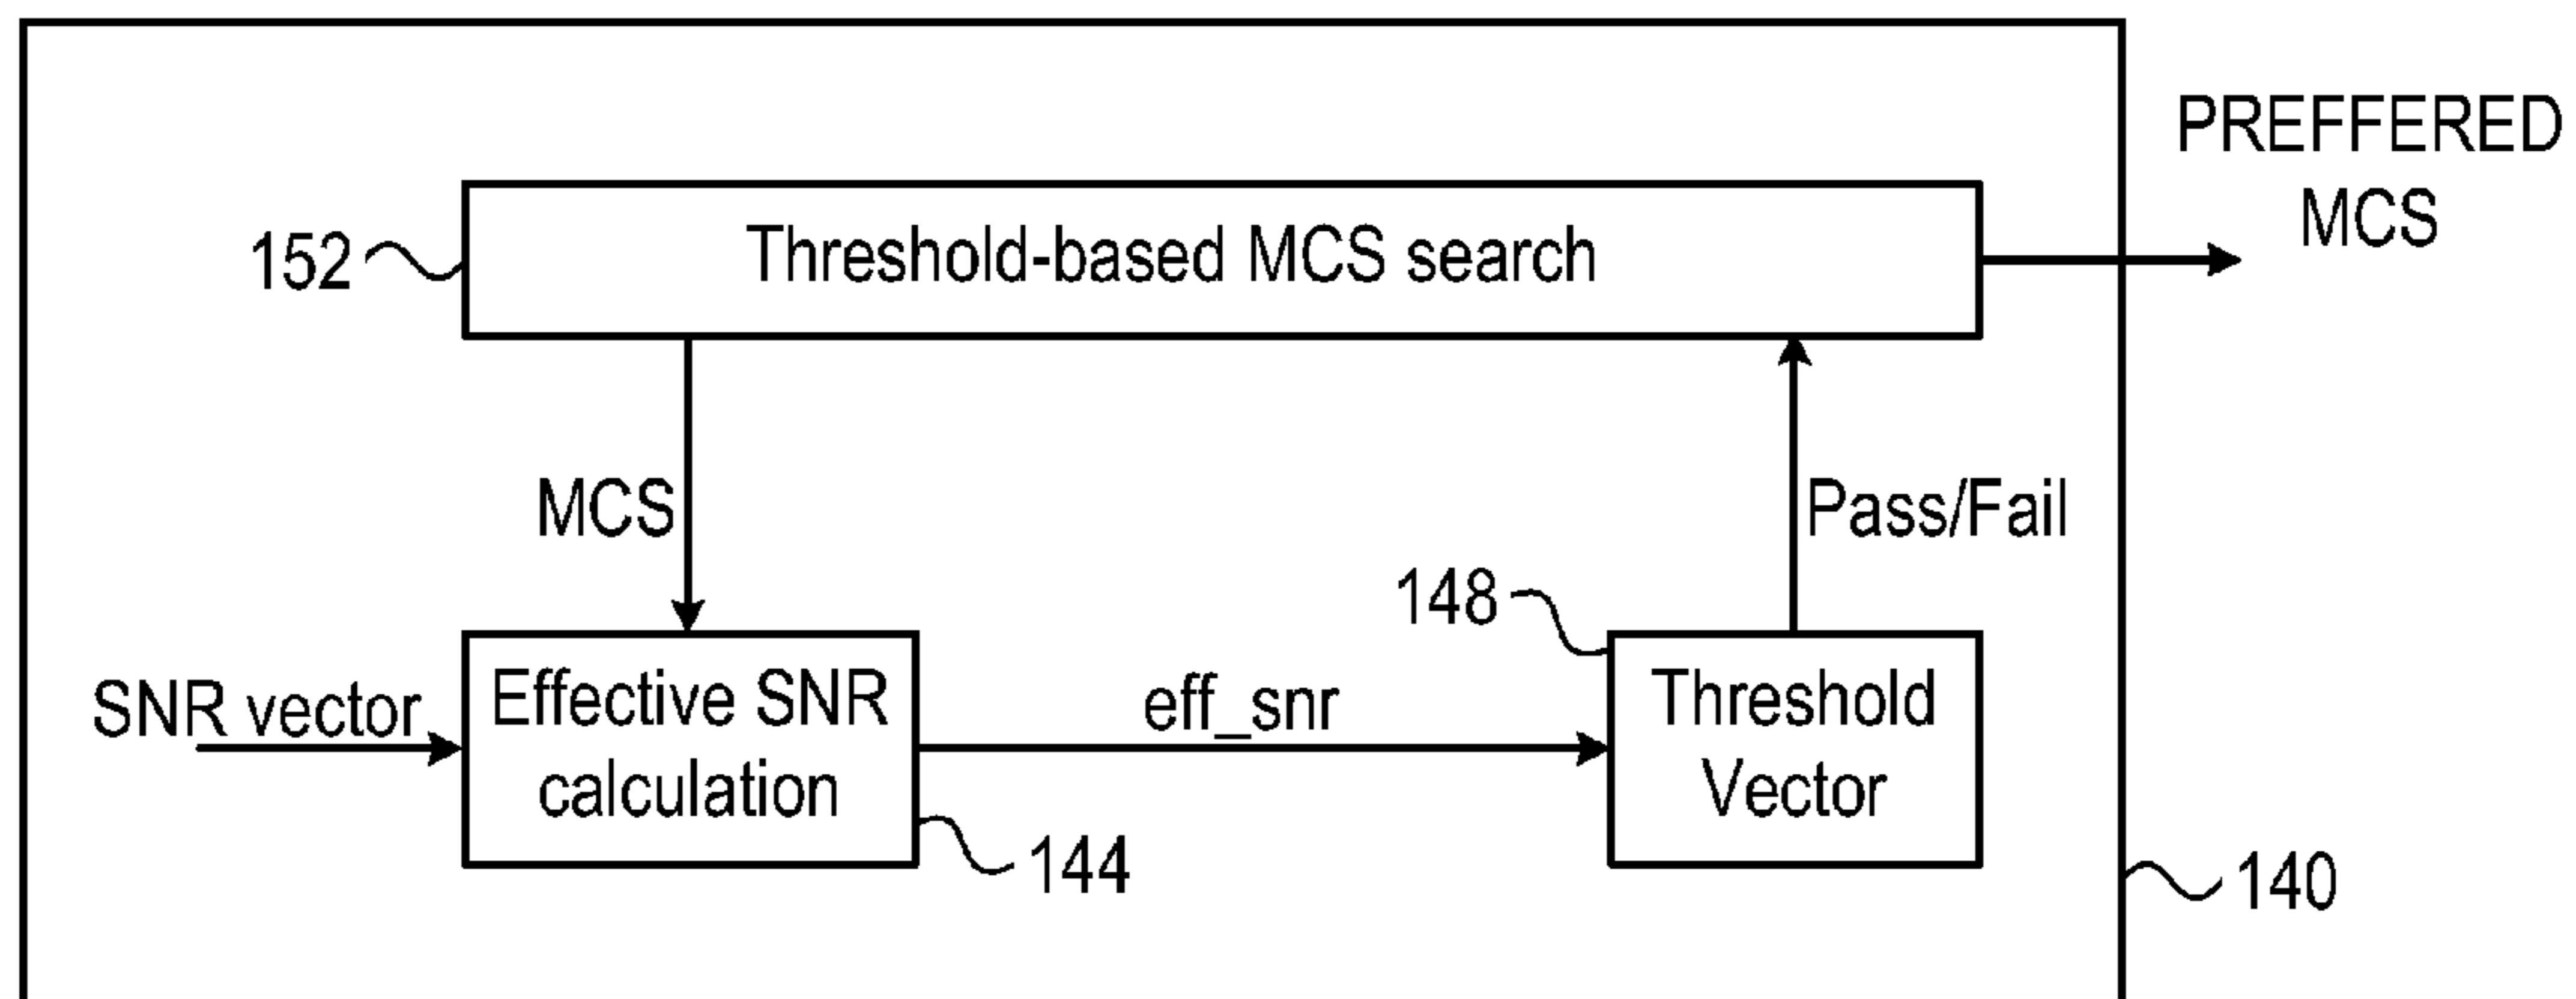 PREFFERED
MCS
152
Threshold-based MCS search
MCS
Pass/Fail
148
SNR vector
Effective SNR
calculation
eff_snr
Threshold
Vector
144
140